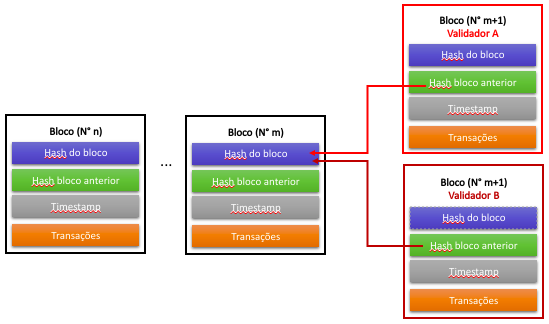 Bloco (N° n)
Hash do bloco
Hash bloco anterior
Timestamp
Transações
...
Bloco (N° m)
Hash do bloco
Hash bloco anterior
Timestamp
Transações
Bloco (N° m+1)
Validador A
Hash do bloco
Hash bloco anterior
Timestamp
Transações
Bloco (N° m+1)
Validador B
Hash do bloco
Hash bloco anterior
Timestamp
Transações